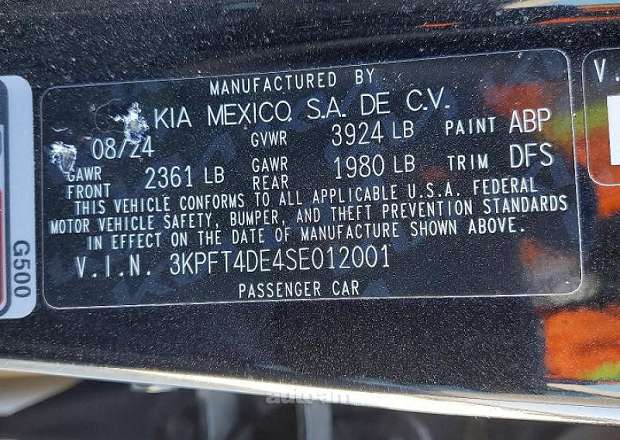 MANUFACTURED BY
KIA MEXICO, S.A. DE C.V.
08/24 GVWR 3924 LB PAINT ABP
GAWR FRONT 2361 LB GAWR REAR 1980 LB TRIM DFS
THIS VEHICLE CONFORMS TO ALL APPLICABLE U.S.A. FEDERAL
MOTOR VEHICLE SAFETY, BUMPER, AND THEFT PREVENTION STANDARDS
IN EFFECT ON THE DATE OF MANUFACTURE SHOWN ABOVE.
V.I.N. 3KPFT4DE4SE012001
PASSENGER CAR
G500
V.